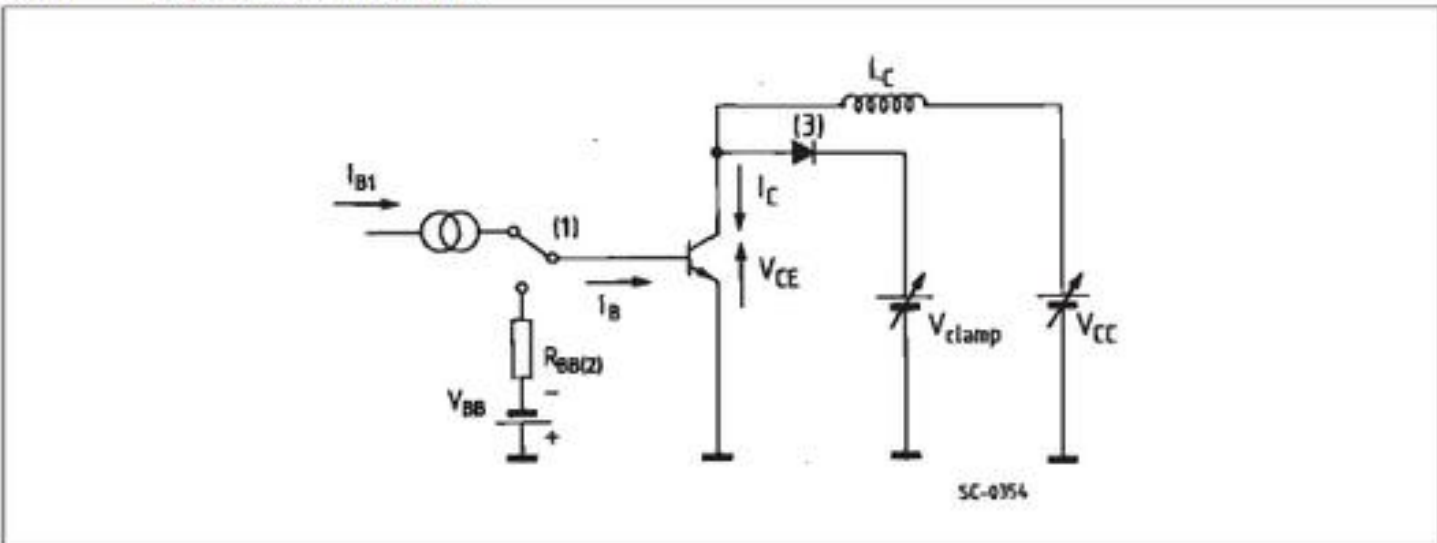 L_C
(3)
I_B1
I_C
(1)
V_CE
I_B
V_clamp
V_CC
R_BB(2)
−
V_BB
+
SC-0354